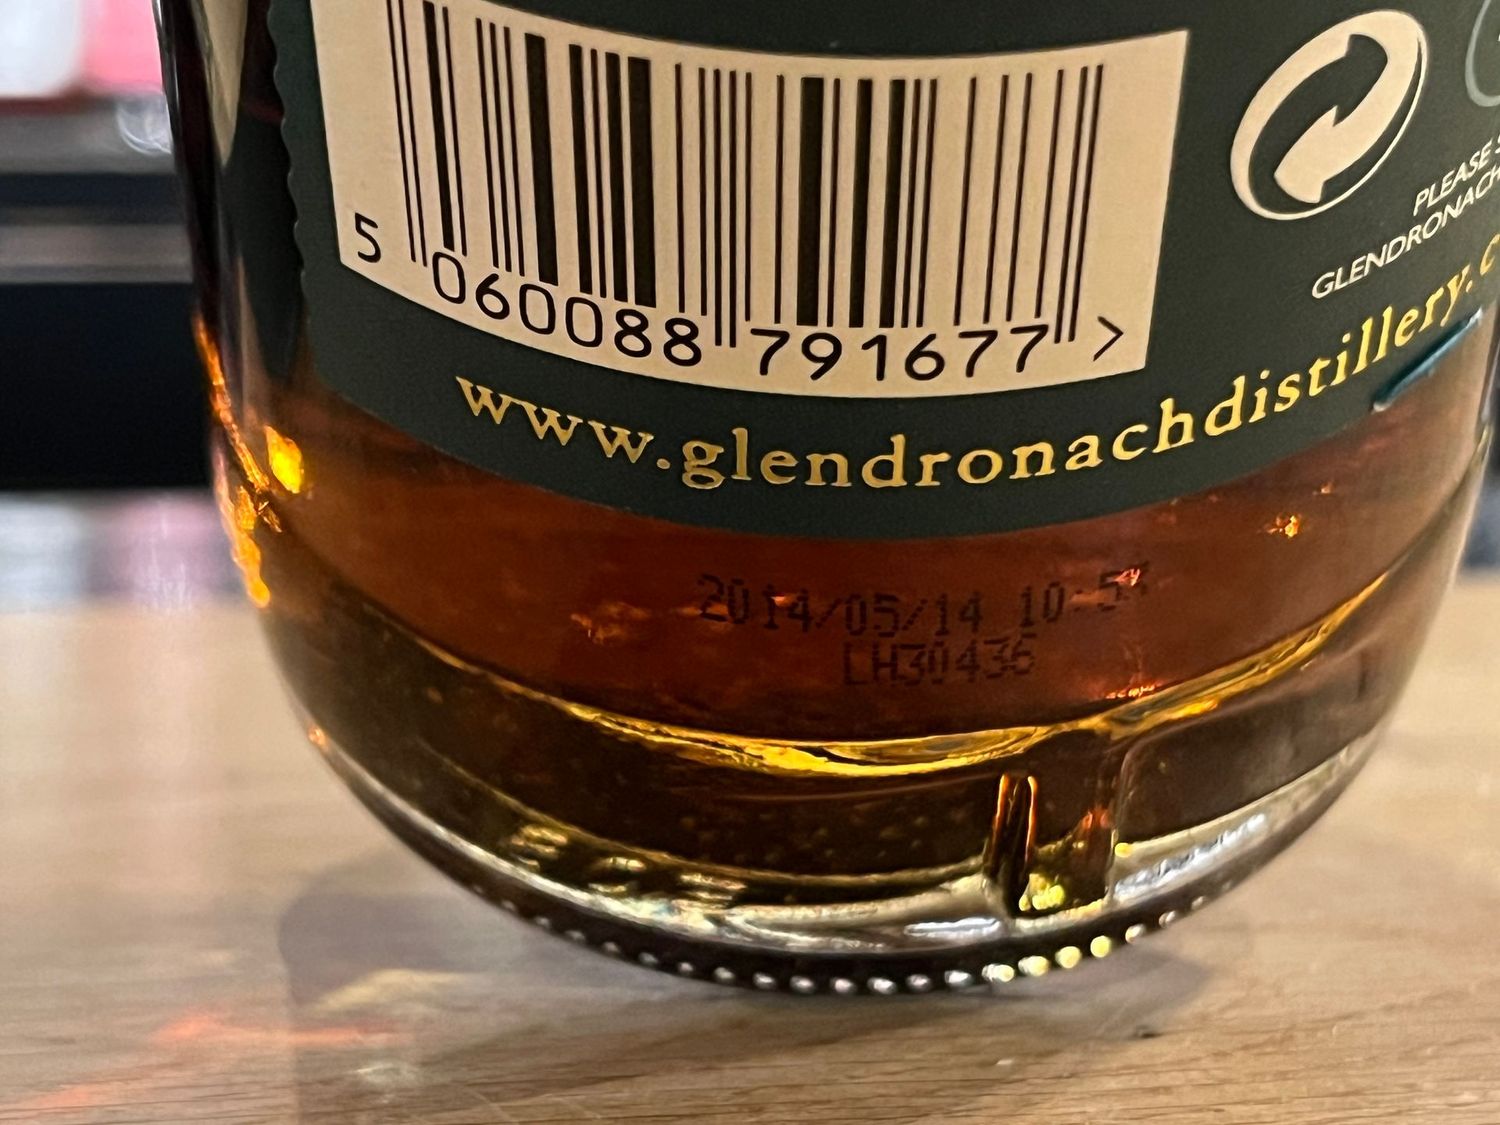 5 060088 791677 >
PLEASE
GLENDRONACH
www.glendronachdistillery.c
2014/05/14
LH30436